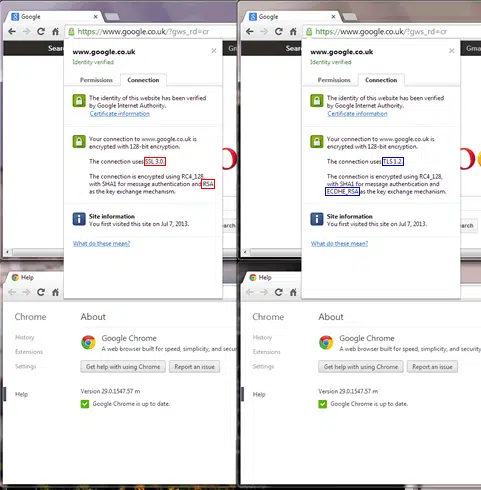 Google
https://www.google.co.uk/?gws_rd=cr
Sear
www.google.co.uk
Identity verified
Permissions
Connection
The identity of this website has been verified
by Google Internet Authority.
Certificate information
Your connection to www.google.co.uk is
encrypted with 128-bit encryption.
The connection uses SSL 3.0.
The connection is encrypted using RC4_128,
with SHA1 for message authentication and RSA
as the key exchange mechanism.
Site information
You first visited this site on Jul 7, 2013.
What do these mean?
Help
Chrome
History
Extensions
Settings
Help
About
Google Chrome
A web browser built for speed, simplicity, and secur
Get help with using Chrome
Report an issue
Version 29.0.1547.57 m
Google Chrome is up to date.
Google
https://www.google.co.uk/?gws_rd=cr
Sear
Gma
www.google.co.uk
Identity verified
Permissions
Connection
The identity of this website has been verified
by Google Internet Authority.
Certificate information
Your connection to www.google.co.uk is
encrypted with 128-bit encryption.
The connection uses TLS 1.2.
The connection is encrypted using RC4_128,
with SHA1 for message authentication and
ECDHE_RSA as the key exchange mechanism.
Site information
You first visited this site on Jul 7, 2013.
What do these mean?
earch
Help
Chrome
History
Extensions
Settings
Help
About
Google Chrome
A web browser built for speed, simplicity, and secur
Get help with using Chrome
Report an issue
Version 29.0.1547.57 m
Google Chrome is up to date.